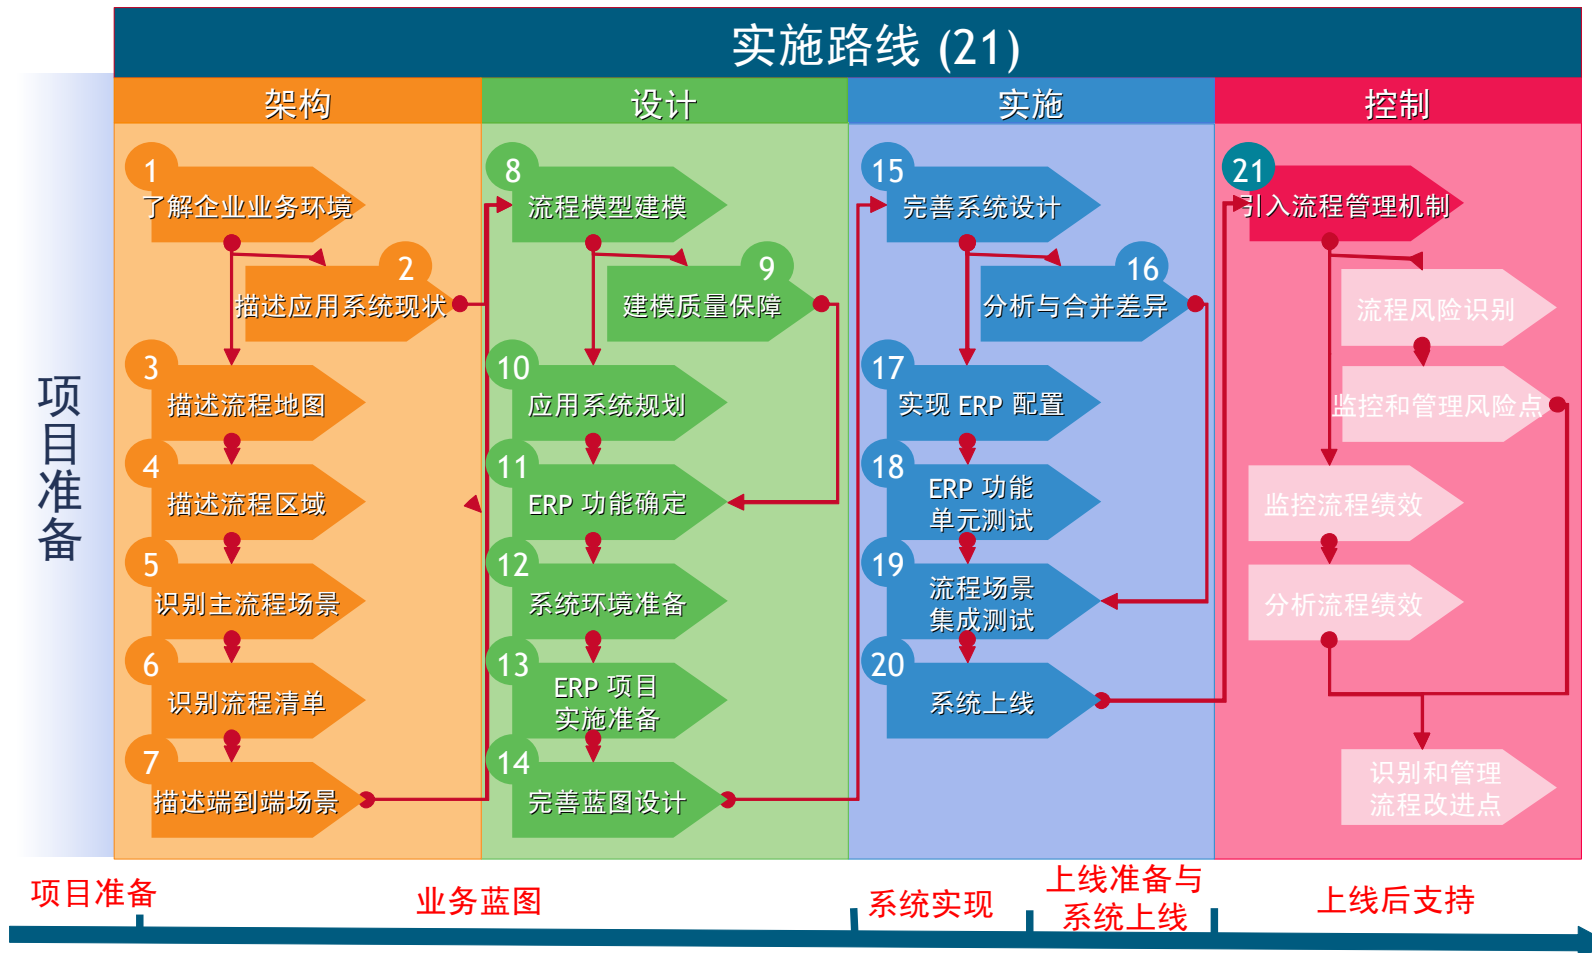 实施路线 (21)
架构
设计
实施
控制
项目准备
1
了解企业业务环境
2
描述应用系统现状
3
描述流程地图
4
描述流程区域
5
识别主流程场景
6
识别流程清单
7
描述端到端场景
8
流程模型建模
9
建模质量保障
10
应用系统规划
11
ERP 功能确定
12
系统环境准备
13
ERP 项目
实施准备
14
完善蓝图设计
15
完善系统设计
16
分析与合并差异
17
实现 ERP 配置
18
ERP 功能
单元测试
19
流程场景
集成测试
20
系统上线
21
引入流程管理机制
流程风险识别
监控和管理风险点
监控流程绩效
分析流程绩效
识别和管理
流程改进点
项目准备
业务蓝图
系统实现
上线准备与
系统上线
上线后支持